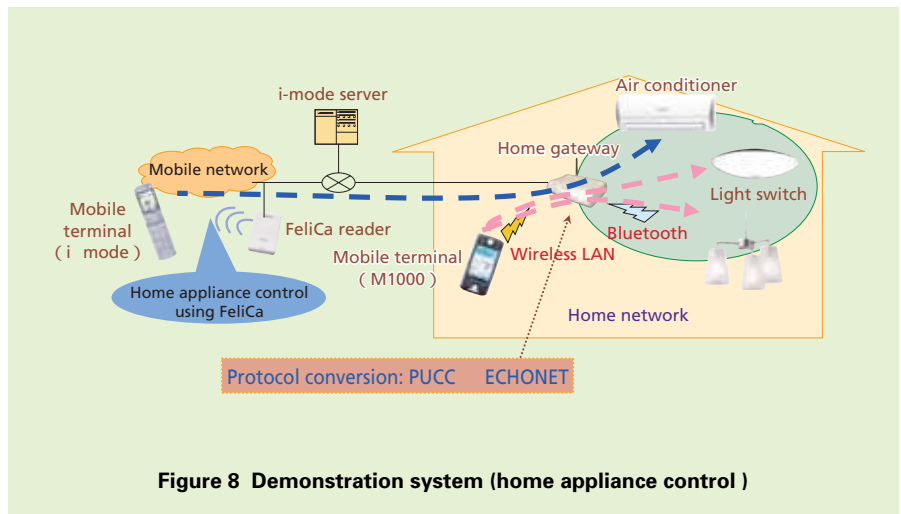 Air conditioner
i-mode server
Home gateway
Mobile network
Light switch
Mobile
terminal
( i mode )
FeliCa reader
Bluetooth
Wireless LAN
Mobile terminal
( M1000 )
Home appliance control
using FeliCa
Home network
Protocol conversion: PUCC ECHONET
Figure 8 Demonstration system (home appliance control )